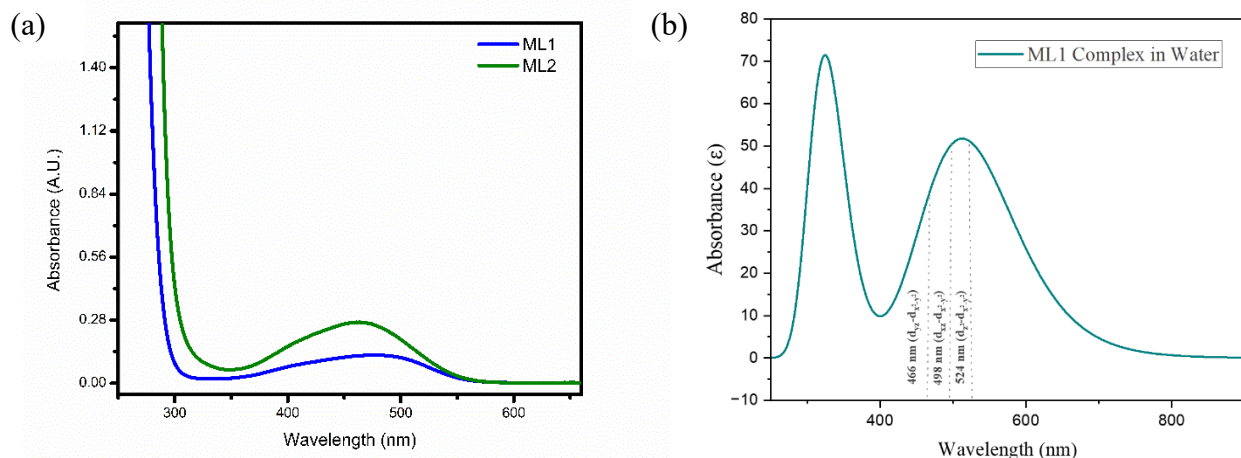 (a)
ML1
ML2
1.40
1.12
0.84
0.56
0.28
0.00
Absorbance (A.U.)
300
400
500
600
Wavelength (nm)
(b)
ML1 Complex in Water
80
70
60
50
40
30
20
10
0
−10
Absorbance (ε)
466 nm (dyz-dx²-y²)
498 nm (dxz-dx²-y²)
524 nm (dz²-dx²-y²)
400
600
800
Wavelength (nm)